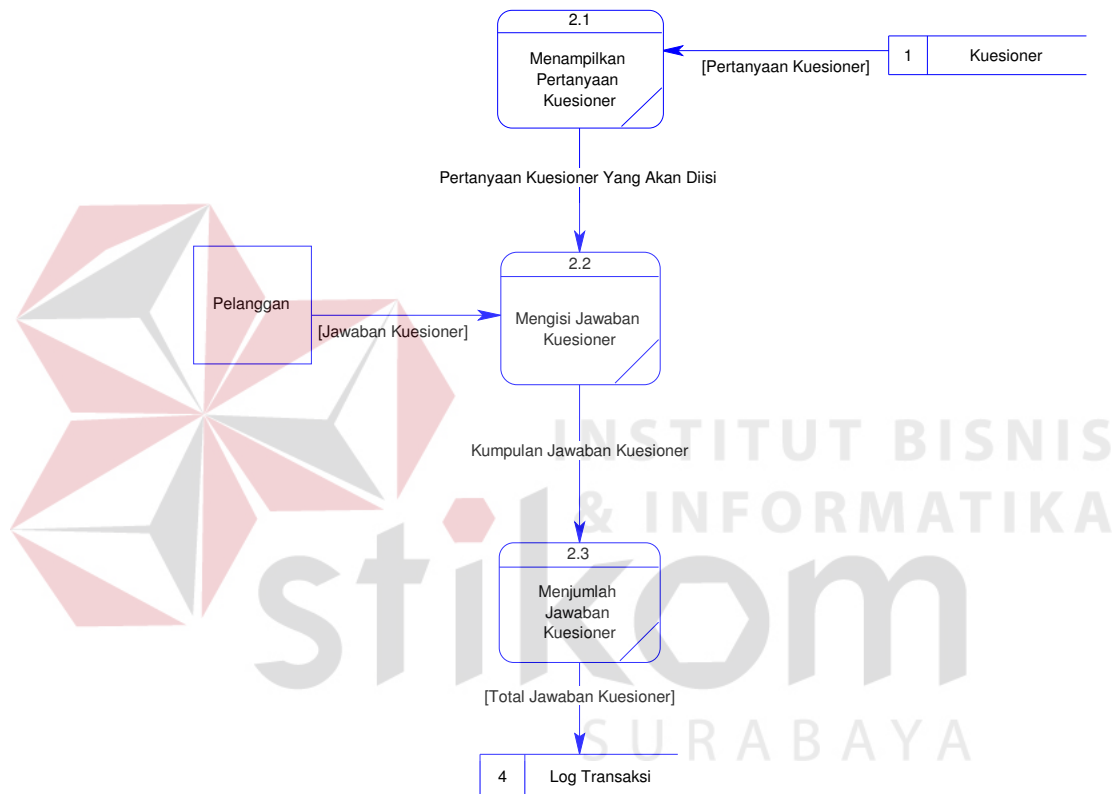 2.1
Menampilkan
Pertanyaan
Kuesioner
[Pertanyaan Kuesioner]
1
Kuesioner
Pertanyaan Kuesioner Yang Akan Diisi
Pelanggan
[Jawaban Kuesioner]
2.2
Mengisi Jawaban
Kuesioner
Kumpulan Jawaban Kuesioner
INSTITUT BISNIS
& INFORMATIKA
stikom
SURABAYA
2.3
Menjumlah
Jawaban
Kuesioner
[Total Jawaban Kuesioner]
4
Log Transaksi